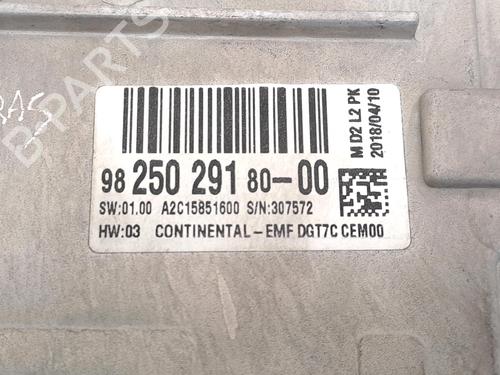 98 250 291 80-00
SW:01.00 A2C15851600 S/N:307572
HW:03 CONTINENTAL-EMF DGT7C CEM00
M D2 L2 PK
2018/04/10
B-PARTS